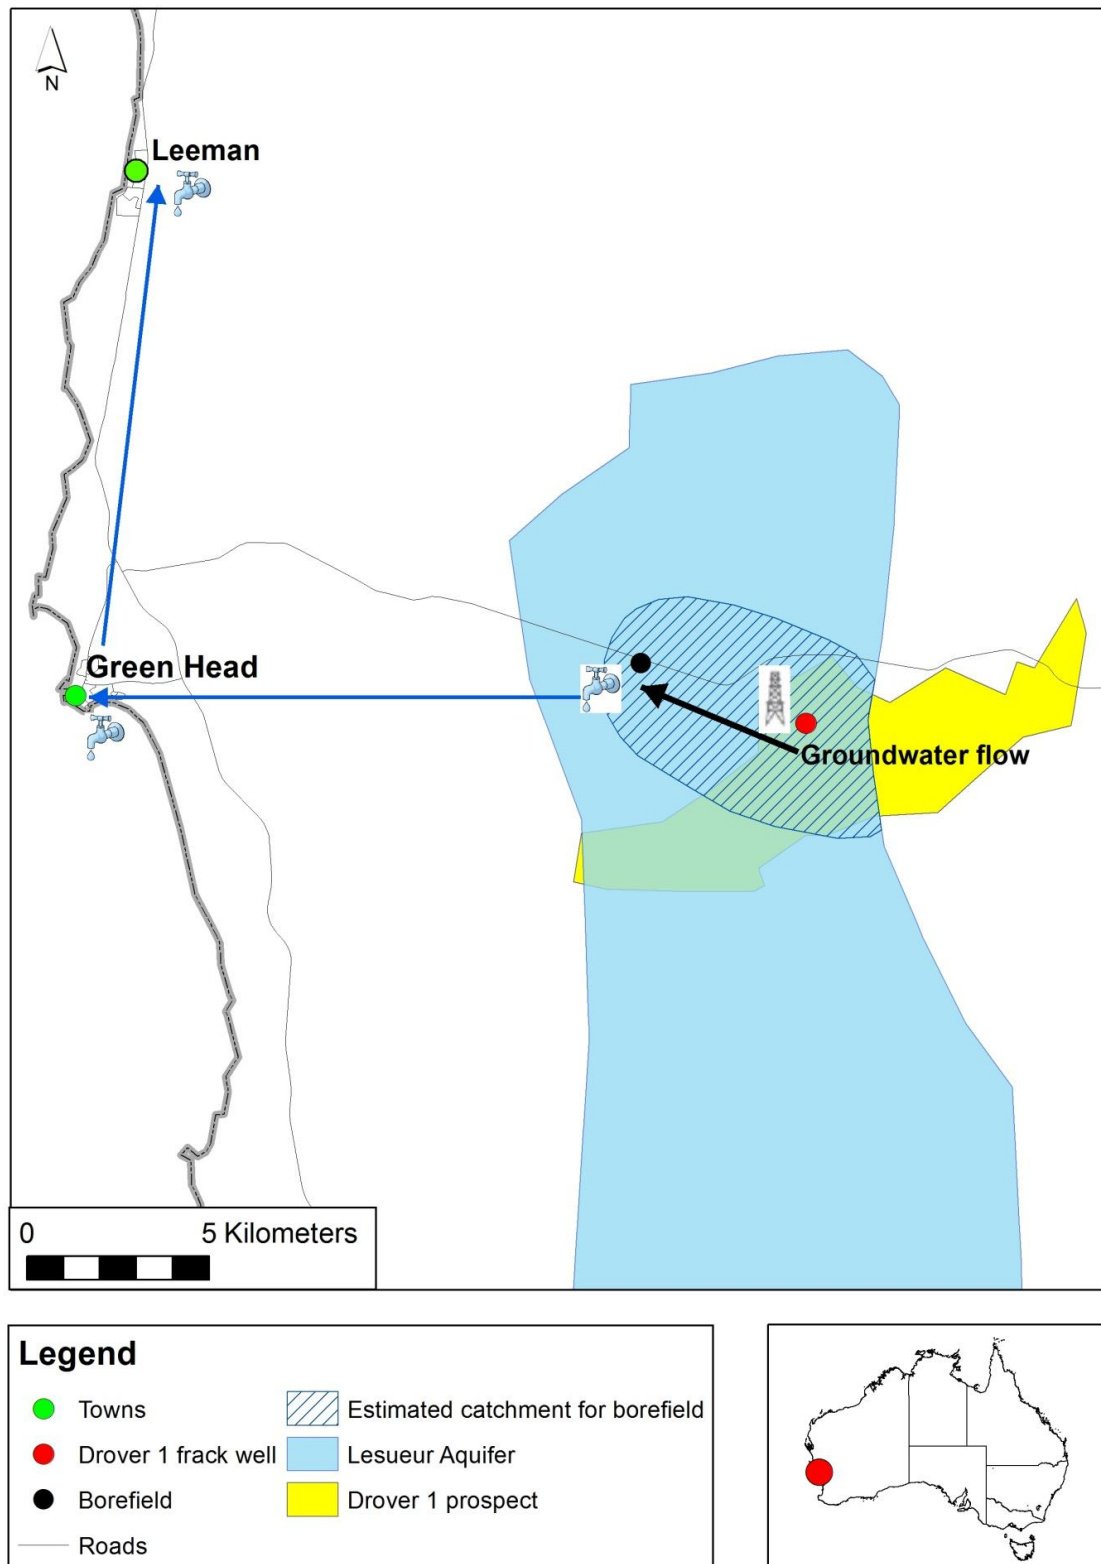 N
Leeman
Green Head
Groundwater flow
0 5 Kilometers
Legend
Towns
Drover 1 frack well
Borefield
Roads
Estimated catchment for borefield
Lesueur Aquifer
Drover 1 prospect